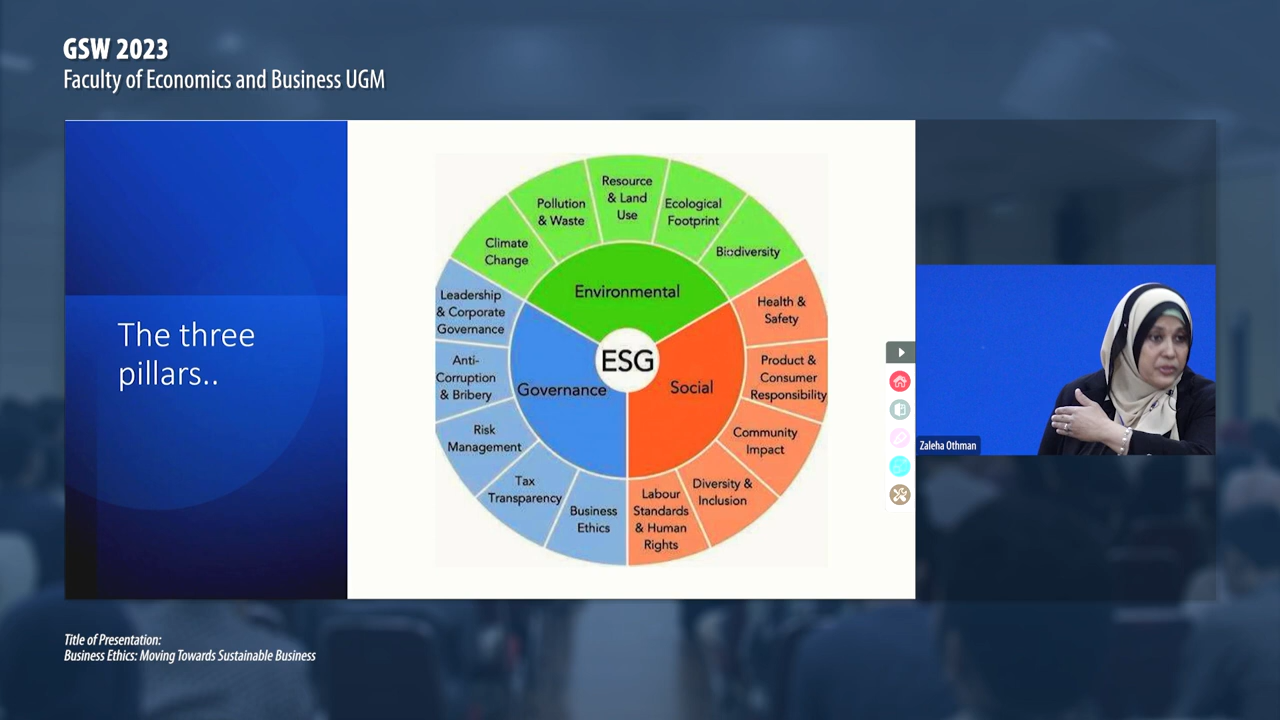 GSW 2023
Faculty of Economics and Business UGM
The three
pillars..
Resource
& Land
Use
Pollution
& Waste
Ecological
Footprint
Climate
Change
Biodiversity
Environmental
Leadership
& Corporate
Governance
Health &
Safety
ESG
Anti-
Corruption
& Bribery
Governance
Social
Product &
Consumer
Responsibility
Risk
Management
Community
Impact
Tax
Transparency
Diversity &
Inclusion
Business
Ethics
Labour
Standards
& Human
Rights
Zaleha Othman
Title of Presentation:
Business Ethics: Moving Towards Sustainable Business